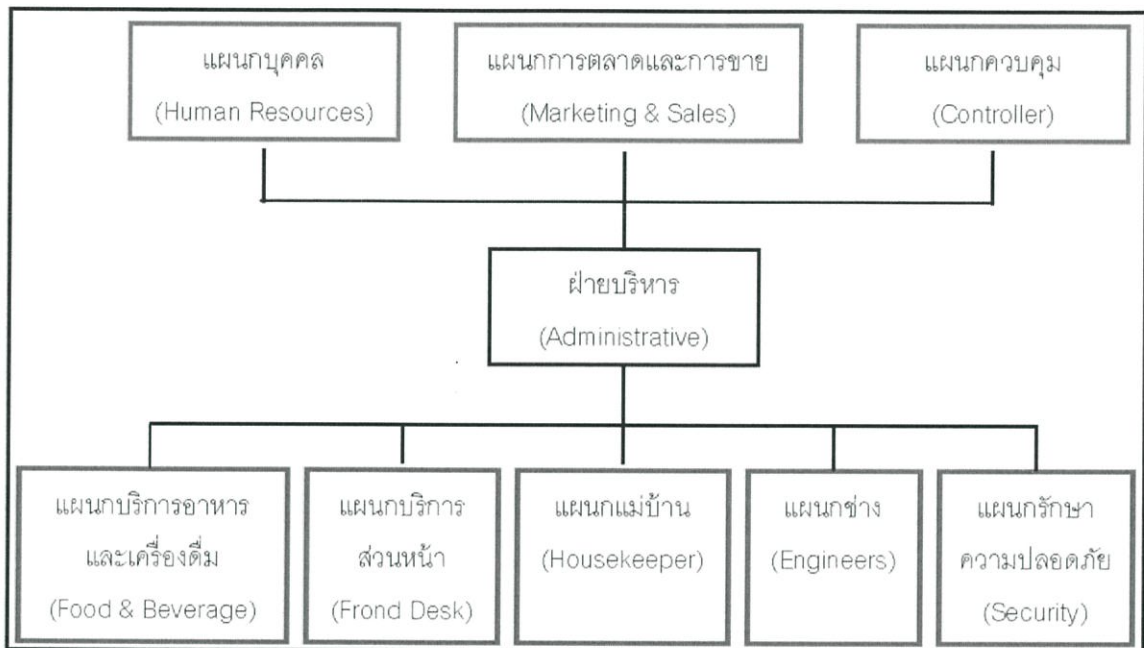 แผนกบุคคล
(Human Resources)
แผนกการตลาดและการขาย
(Marketing & Sales)
แผนกควบคุม
(Controller)
ฝ่ายบริหาร
(Administrative)
แผนกบริการอาหาร
และเครื่องดื่ม
(Food & Beverage)
แผนกบริการ
ส่วนหน้า
(Frond Desk)
แผนกแม่บ้าน
(Housekeeper)
แผนกช่าง
(Engineers)
แผนกรักษา
ความปลอดภัย
(Security)